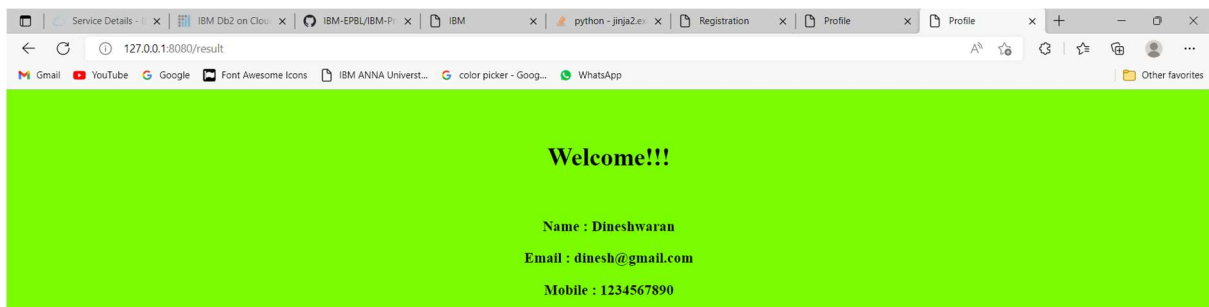 Service Details - I
IBM Db2 on Clou
IBM-EPBL/IBM-Pr
IBM
python - jinja2.ex
Registration
Profile
Profile
127.0.0.1:8080/result
Gmail YouTube Google Font Awesome Icons IBM ANNA Universt... color picker - Goog... WhatsApp Other favorites
Welcome!!!
Name : Dineshwaran
Email : dinesh@gmail.com
Mobile : 1234567890